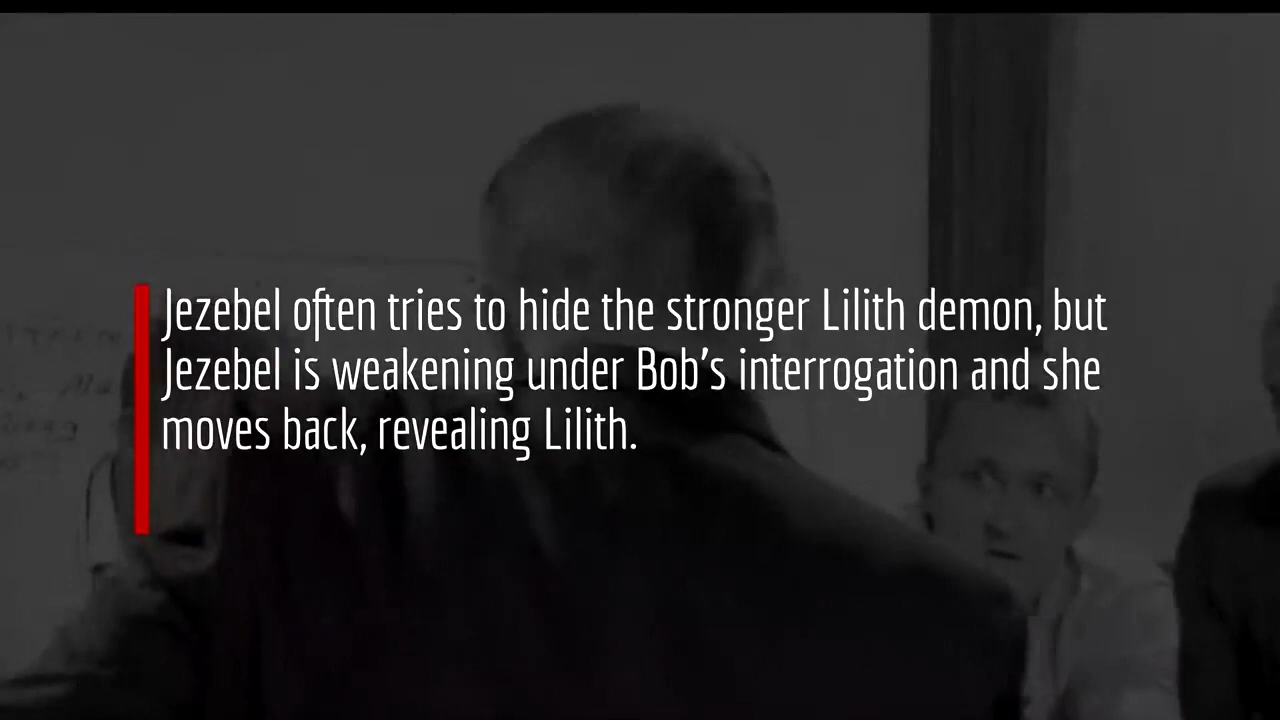 Jezebel often tries to hide the stronger Lilith demon, but
Jezebel is weakening under Bob's interrogation and she
moves back, revealing Lilith.